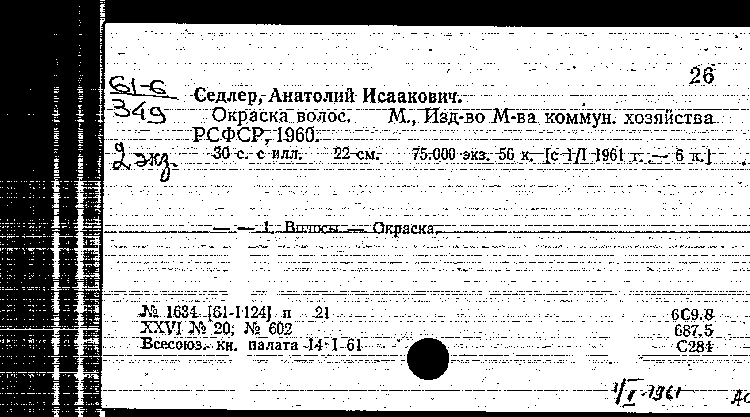 26
61-6
349
2 экз.
Седлер, Анатолий Исаакович.
Окраска волос. М., Изд-во М-ва коммун. хозяйства
РСФСР, 1960.
30 с. с илл. 22 см. 75.000 экз. 56 к. [с 1/I 1961 г. — 6 к.]
— — 1. Волосы — Окраска.
№ 1634 [61-1124] п 21
609.8
XXVI № 20; № 602
687.5
Всесоюз. кн. палата 14-I-61
С284
1961